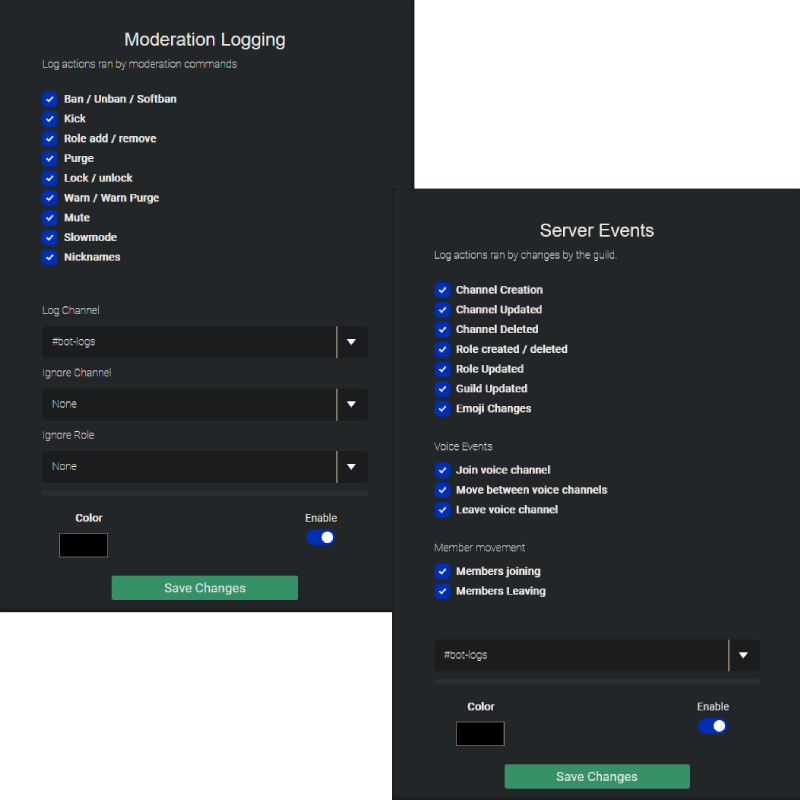 Moderation Logging
Log actions ran by moderation commands
Ban / Unban / Softban
Kick
Role add / remove
Purge
Lock / unlock
Warn / Warn Purge
Mute
Slowmode
Nicknames
Log Channel
#bot-logs
Ignore Channel
None
Ignore Role
None
Color
Enable
Save Changes
Server Events
Log actions ran by changes by the guild.
Channel Creation
Channel Updated
Channel Deleted
Role created / deleted
Role Updated
Guild Updated
Emoji Changes
Voice Events
Join voice channel
Move between voice channels
Leave voice channel
Member movement
Members joining
Members Leaving
#bot-logs
Color
Enable
Save Changes